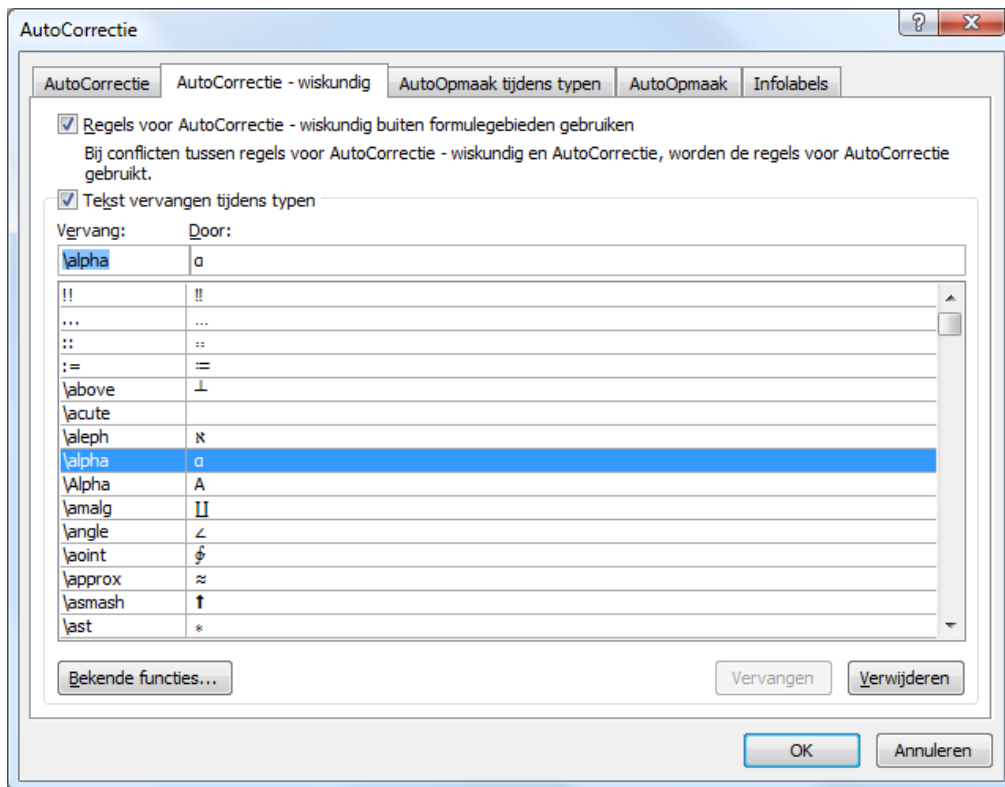 AutoCorrectie
AutoCorrectie AutoCorrectie - wiskundig AutoOpmaak tijdens typen AutoOpmaak Infolabels
Regels voor AutoCorrectie - wiskundig buiten formulegebieden gebruiken
Bij conflicten tussen regels voor AutoCorrectie - wiskundig en AutoCorrectie, worden de regels voor AutoCorrectie
gebruikt.
Tekst vervangen tijdens typen
Vervang: Door:
\alpha ɑ
!! ‼
... …
:: ∷
:= ≔
\above ┴
\acute
\aleph ℵ
\alpha ɑ
\Alpha Α
\amalg ∐
\angle ∠
\aoint ∳
\approx ≈
\asmash ⬆
\ast ∗
Bekende functies... Vervangen Verwijderen
OK Annuleren